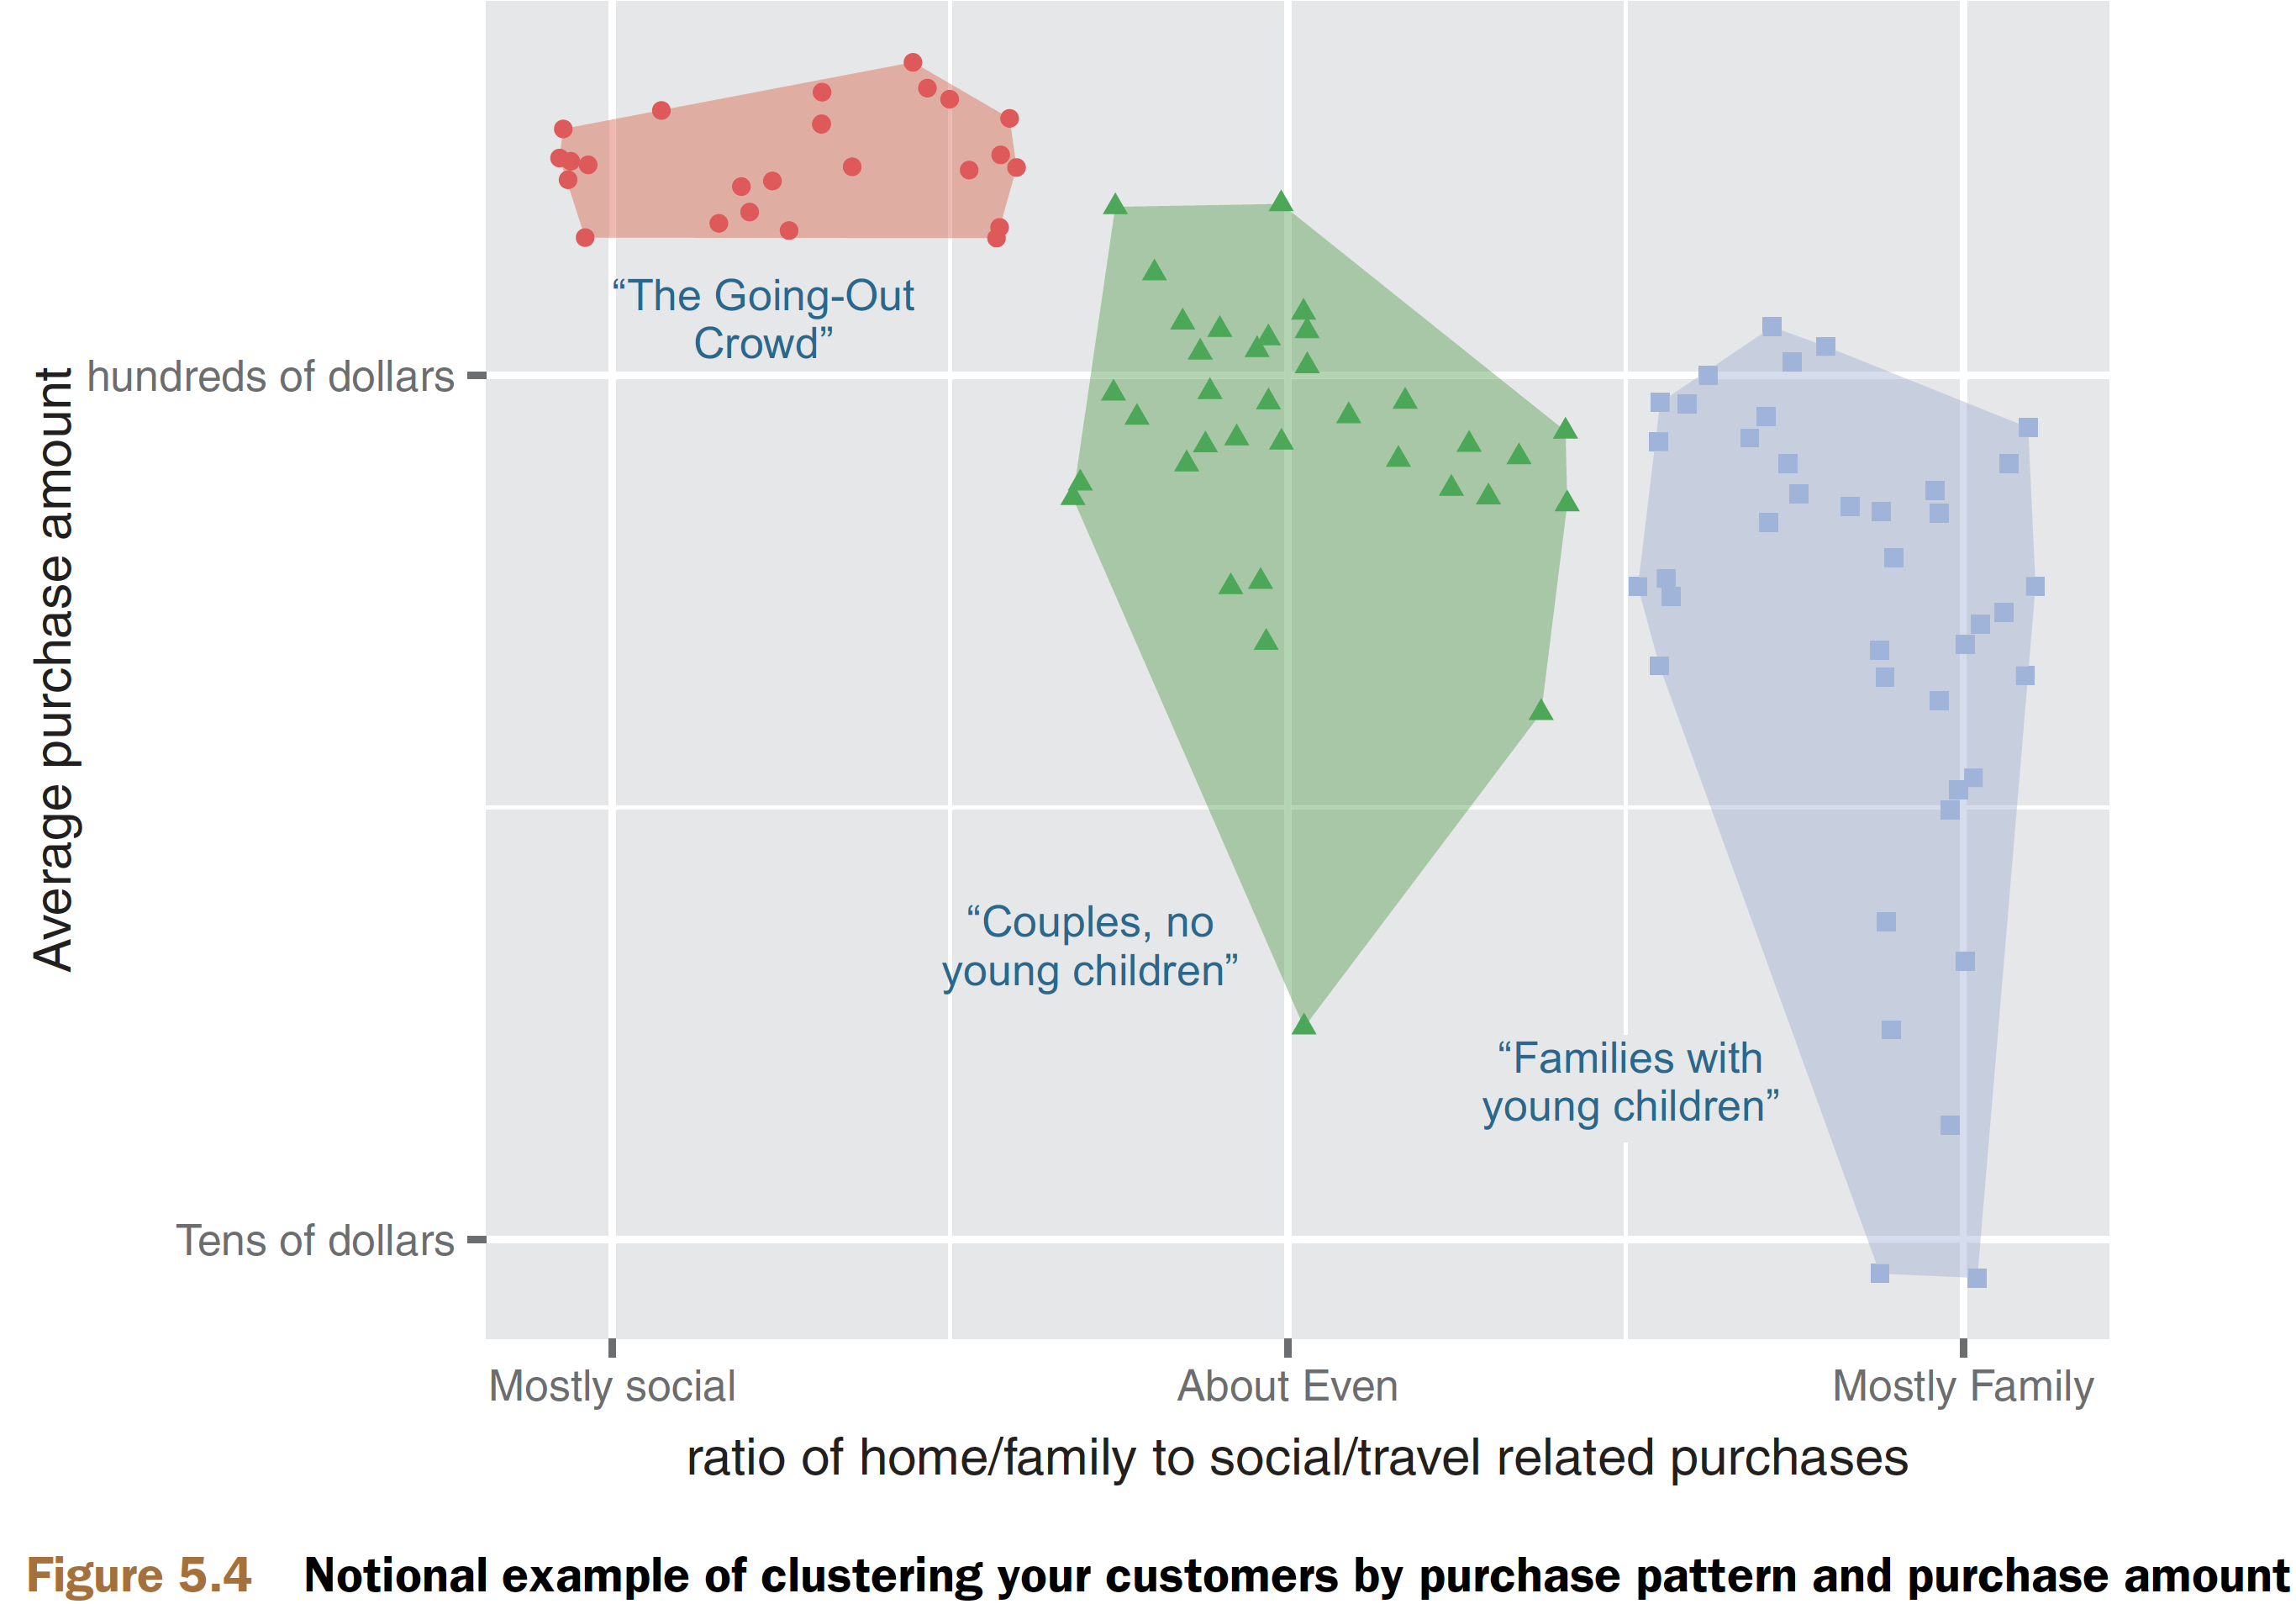 “The Going-Out
Crowd”
hundreds of dollars
Average purchase amount
“Couples, no
young children”
“Families with
young children”
Tens of dollars
Mostly social
About Even
Mostly Family
ratio of home/family to social/travel related purchases
Figure 5.4 Notional example of clustering your customers by purchase pattern and purchase amount